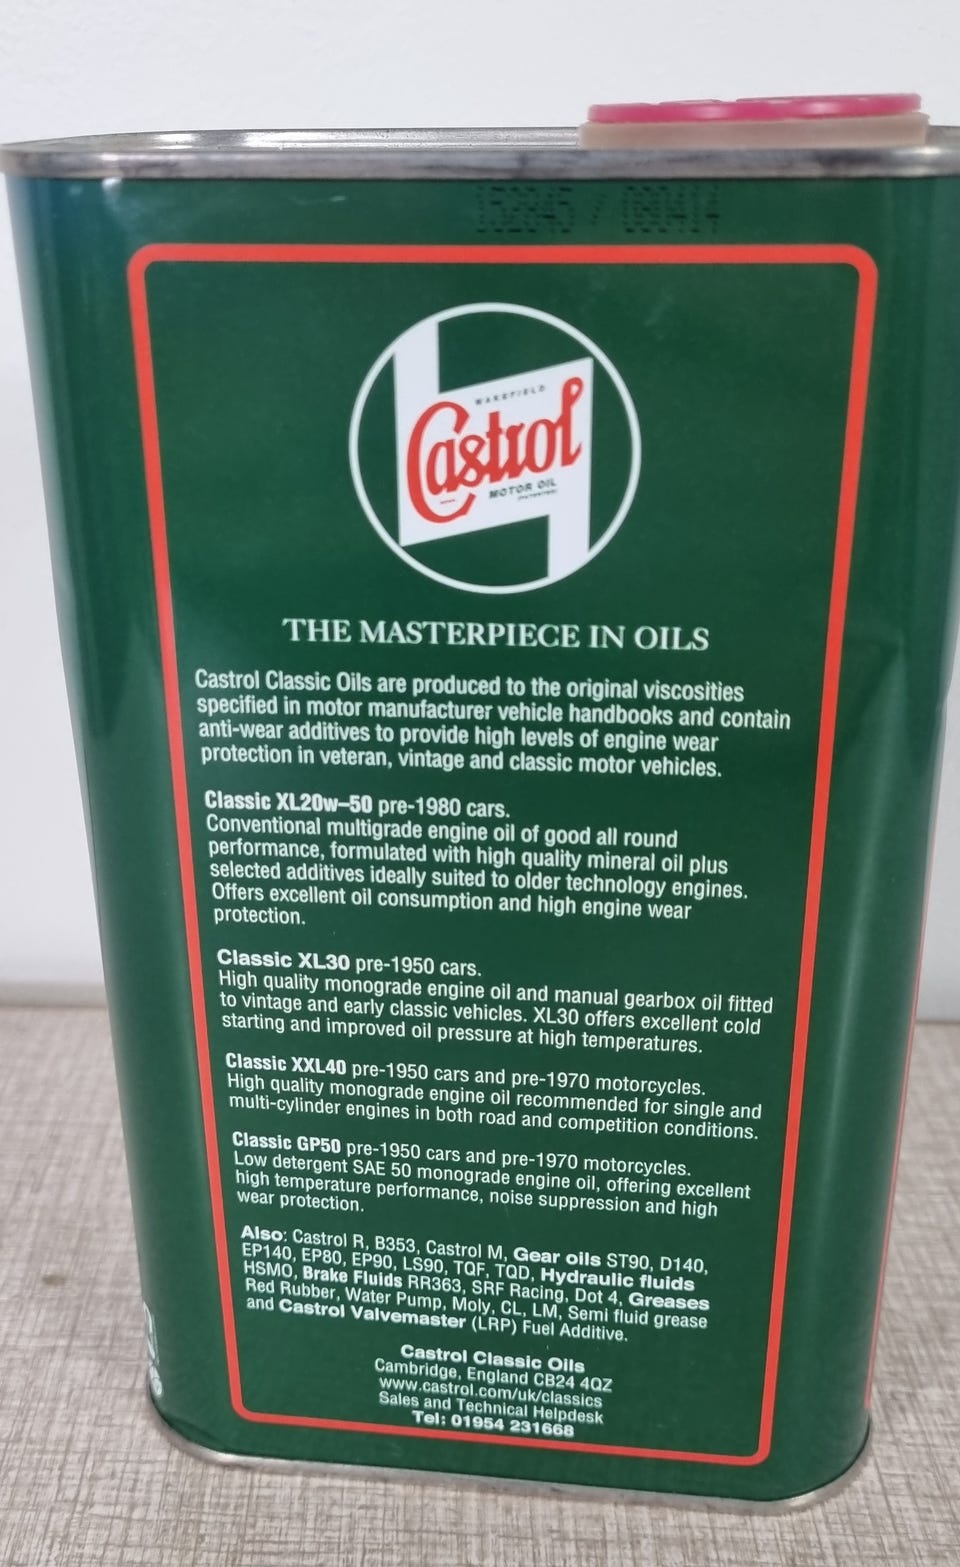 WAKEFIELD
Castrol
MOTOR OIL
THE MASTERPIECE IN OILS
Castrol Classic Oils are produced to the original viscosities
specified in motor manufacturer vehicle handbooks and contain
anti-wear additives to provide high levels of engine wear
protection in veteran, vintage and classic motor vehicles.
Classic XL20w–50 pre-1980 cars.
Conventional multigrade engine oil of good all round
performance, formulated with high quality mineral oil plus
selected additives ideally suited to older technology engines.
Offers excellent oil consumption and high engine wear
protection.
Classic XL30 pre-1950 cars.
High quality monograde engine oil and manual gearbox oil fitted
to vintage and early classic vehicles. XL30 offers excellent cold
starting and improved oil pressure at high temperatures.
Classic XXL40 pre-1950 cars and pre-1970 motorcycles.
High quality monograde engine oil recommended for single and
multi-cylinder engines in both road and competition conditions.
Classic GP50 pre-1950 cars and pre-1970 motorcycles.
Low detergent SAE 50 monograde engine oil, offering excellent
high temperature performance, noise suppression and high
wear protection.
Also: Castrol R, B353, Castrol M, Gear oils ST90, D140,
EP140, EP80, EP90, LS90, TQF, TQD, Hydraulic fluids
HSMO, Brake Fluids RR363, SRF Racing, Dot 4, Greases
Red Rubber, Water Pump, Moly, CL, LM, Semi fluid grease
and Castrol Valvemaster (LRP) Fuel Additive.
Castrol Classic Oils
Cambridge, England CB24 4QZ
www.castrol.com/uk/classics
Sales and Technical Helpdesk
Tel: 01954 231668